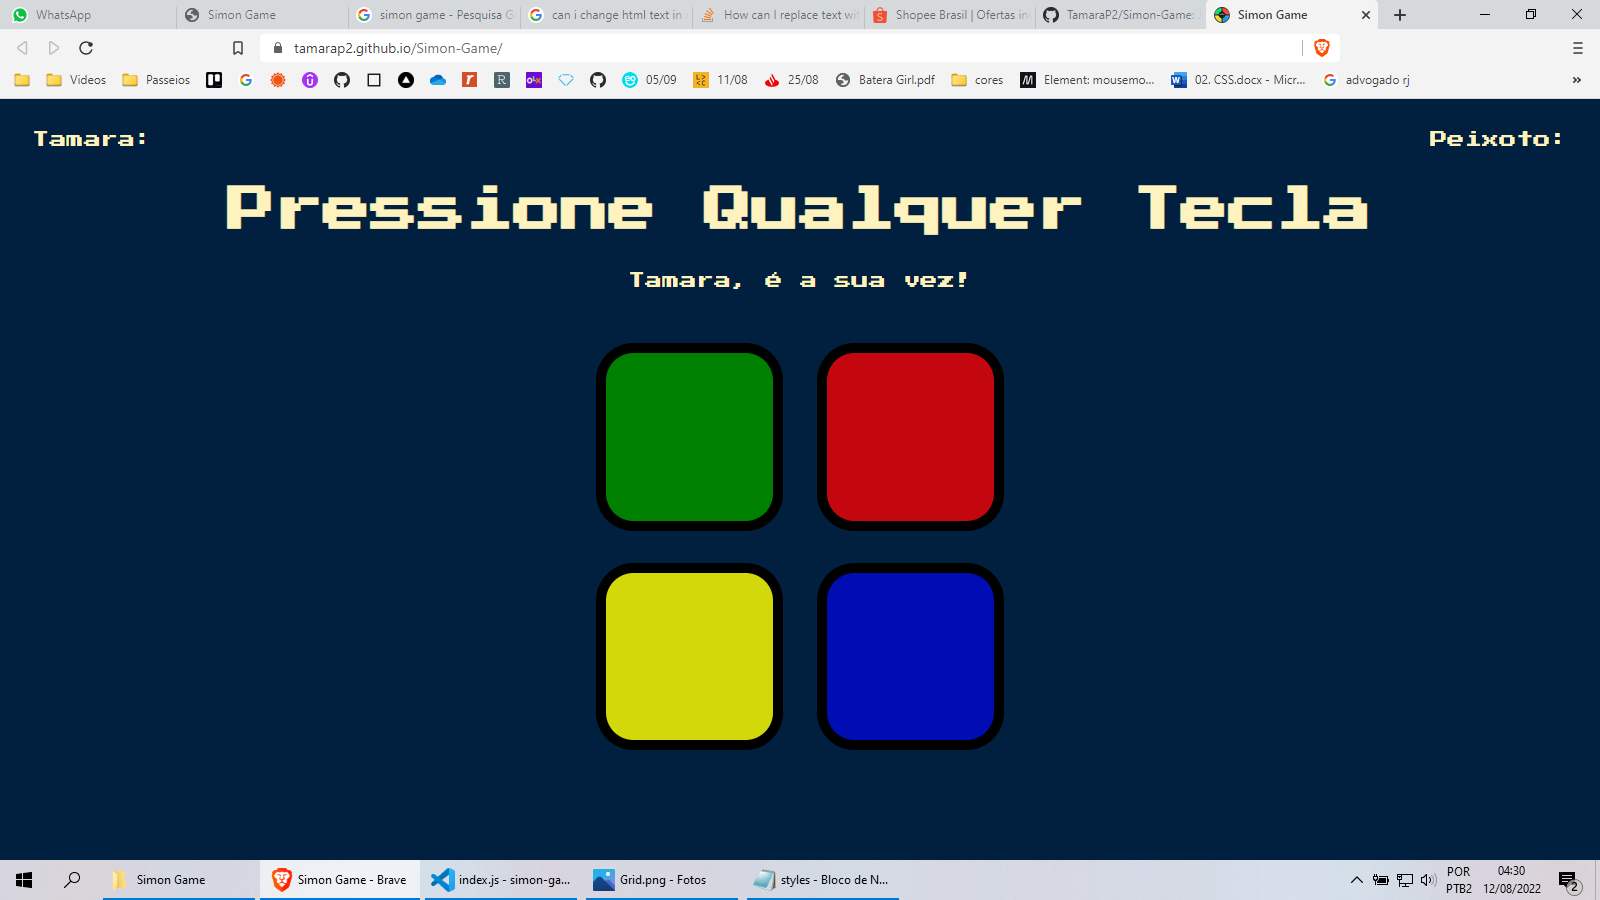 WhatsApp
Simon Game
simon game - Pesquisa G
can i change html text in
How can I replace text wi
Shopee Brasil | Ofertas in
TamaraP2/Simon-Game:
Simon Game
tamarap2.github.io/Simon-Game/
Videos
Passeios
05/09
11/08
25/08
Batera Girl.pdf
cores
Element: mousemo...
02. CSS.docx - Micr...
advogado rj
Tamara:
Peixoto:
Pressione Qualquer Tecla
Tamara, é a sua vez!
Simon Game
Simon Game - Brave
index.js - simon-ga...
Grid.png - Fotos
styles - Bloco de N...
POR
PTB2
04:30
12/08/2022
2